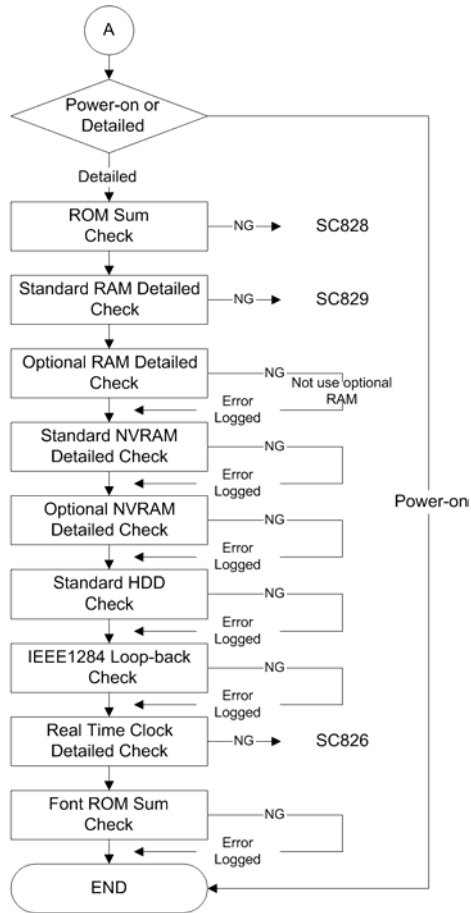 A
Power-on or
Detailed
Detailed
ROM Sum
Check
NG
SC828
Standard RAM Detailed
Check
NG
SC829
Optional RAM Detailed
Check
NG
Not use optional
RAM
Error
Logged
Standard NVRAM
Detailed Check
NG
Error
Logged
Power-on
Optional NVRAM
Detailed Check
NG
Error
Logged
Standard HDD
Check
NG
Error
Logged
IEEE1284 Loop-back
Check
NG
Error
Logged
Real Time Clock
Detailed Check
NG
SC826
Font ROM Sum
Check
NG
Error
Logged
END